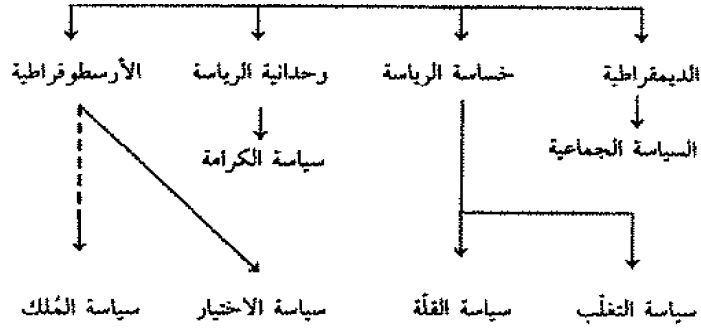 الديمقراطية خساسة الرياسة وحدانية الرياسة الأرسطوقراطية
السياسة الجماعية سياسة الكرامة
سياسة التغلّب سياسة القلّة سياسة الاختيار سياسة المُلك